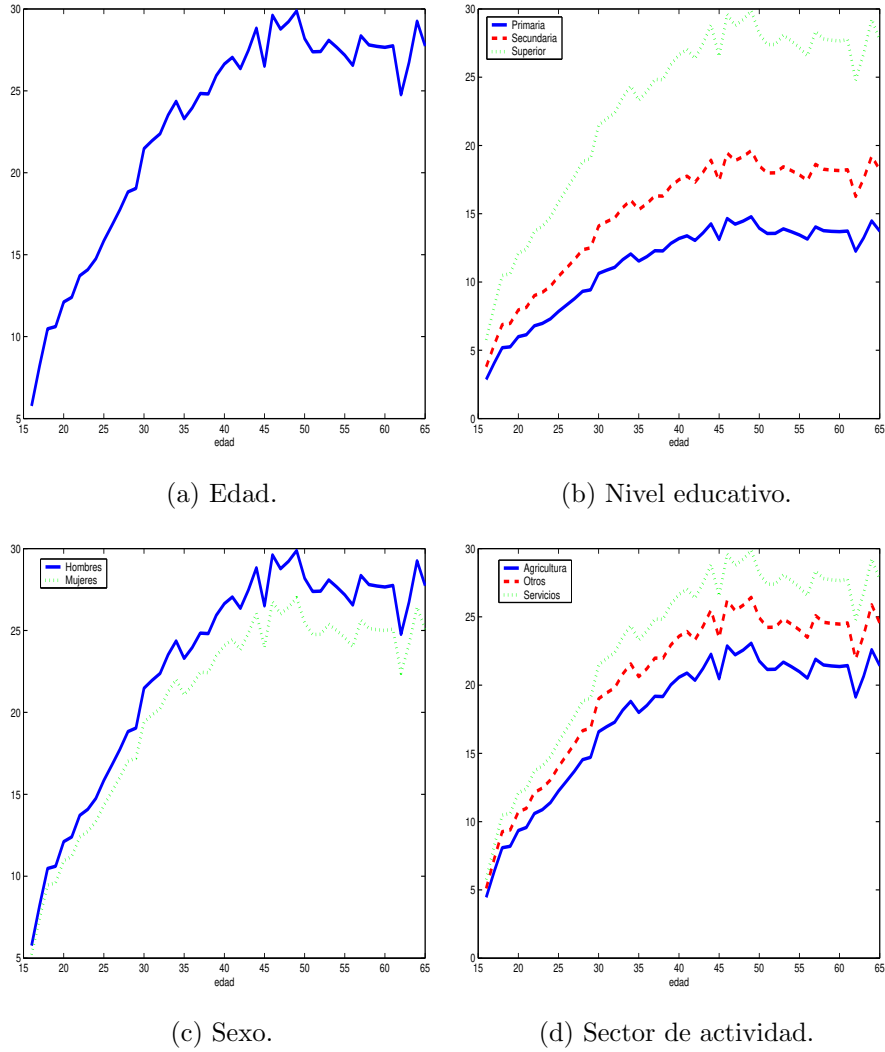 30
25
20
15
10
5
15 20 25 30 35 40 45 50 55 60 65
edad
(a) Edad.
30
25
20
15
10
5
0
Primaria
Secundaria
Superior
15 20 25 30 35 40 45 50 55 60 65
edad
(b) Nivel educativo.
30
25
20
15
10
5
Hombres
Mujeres
15 20 25 30 35 40 45 50 55 60 65
edad
(c) Sexo.
30
25
20
15
10
5
0
Agricultura
Otros
Servicios
15 20 25 30 35 40 45 50 55 60 65
edad
(d) Sector de actividad.